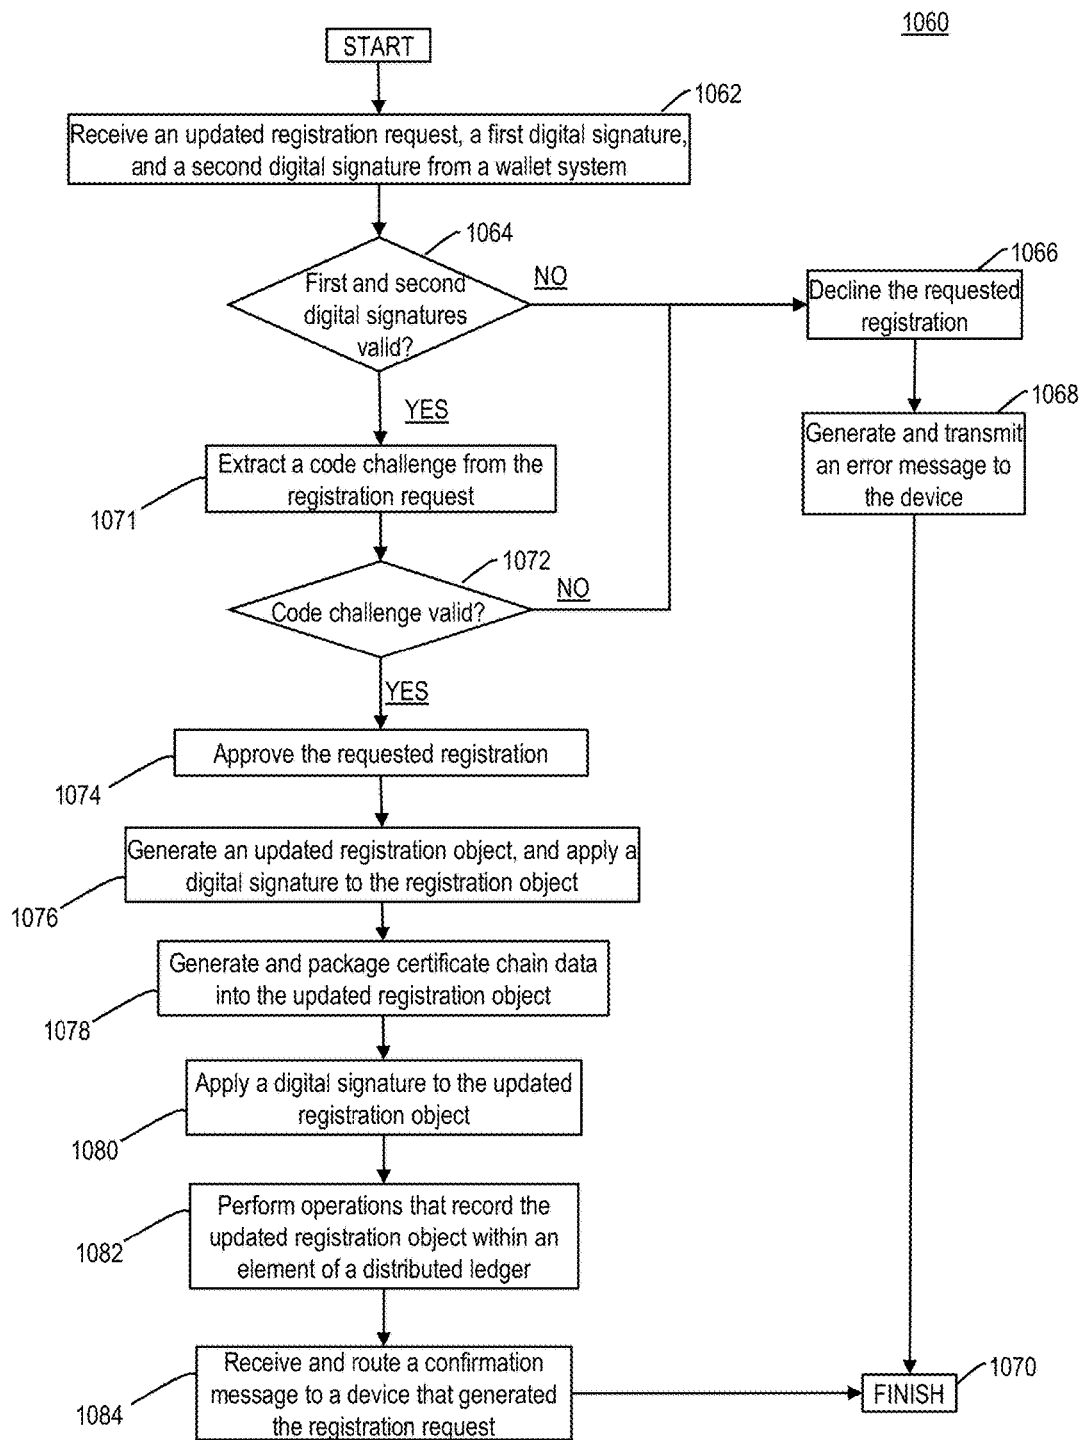 1060
START
1062
Receive an updated registration request, a first digital signature,
and a second digital signature from a wallet system
1064
First and second
digital signatures
valid?
NO
1066
Decline the requested
registration
YES
1068
Generate and transmit
an error message to
the device
Extract a code challenge from the
registration request
1071
1072
Code challenge valid?
NO
YES
Approve the requested registration
1074
Generate an updated registration object, and apply a
digital signature to the registration object
1076
Generate and package certificate chain data
into the updated registration object
1078
Apply a digital signature to the updated
registration object
1080
Perform operations that record the
updated registration object within an
element of a distributed ledger
1082
Receive and route a confirmation
message to a device that generated
the registration request
1084
1070
FINISH